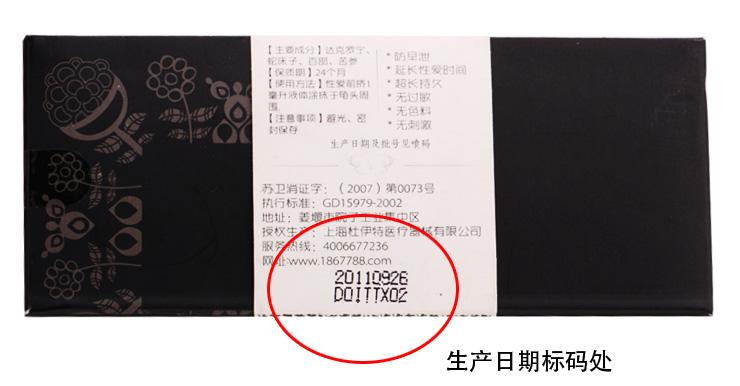 【主要成分】达克罗宁、
蛇床子、百部、苦参
【保质期】24个月
【使用方法】性爱前挤1
毫升液体涂抹于龟头周
围.
【注意事项】避光、密
封保存
* 防早泄
* 延长性爱时间
* 超长持久
* 无过敏
* 无色料
* 无刺激
生产日期及批号见喷码
苏卫消证字：（2007）第0073号
执行标准：GD15979-2002
地址：姜堰市院子工业集中区
授权生产：上海杜伊特医疗器械有限公司
服务热线：4006677236
网址:www.1867788.com
20110926
DQITTX02
生产日期标码处